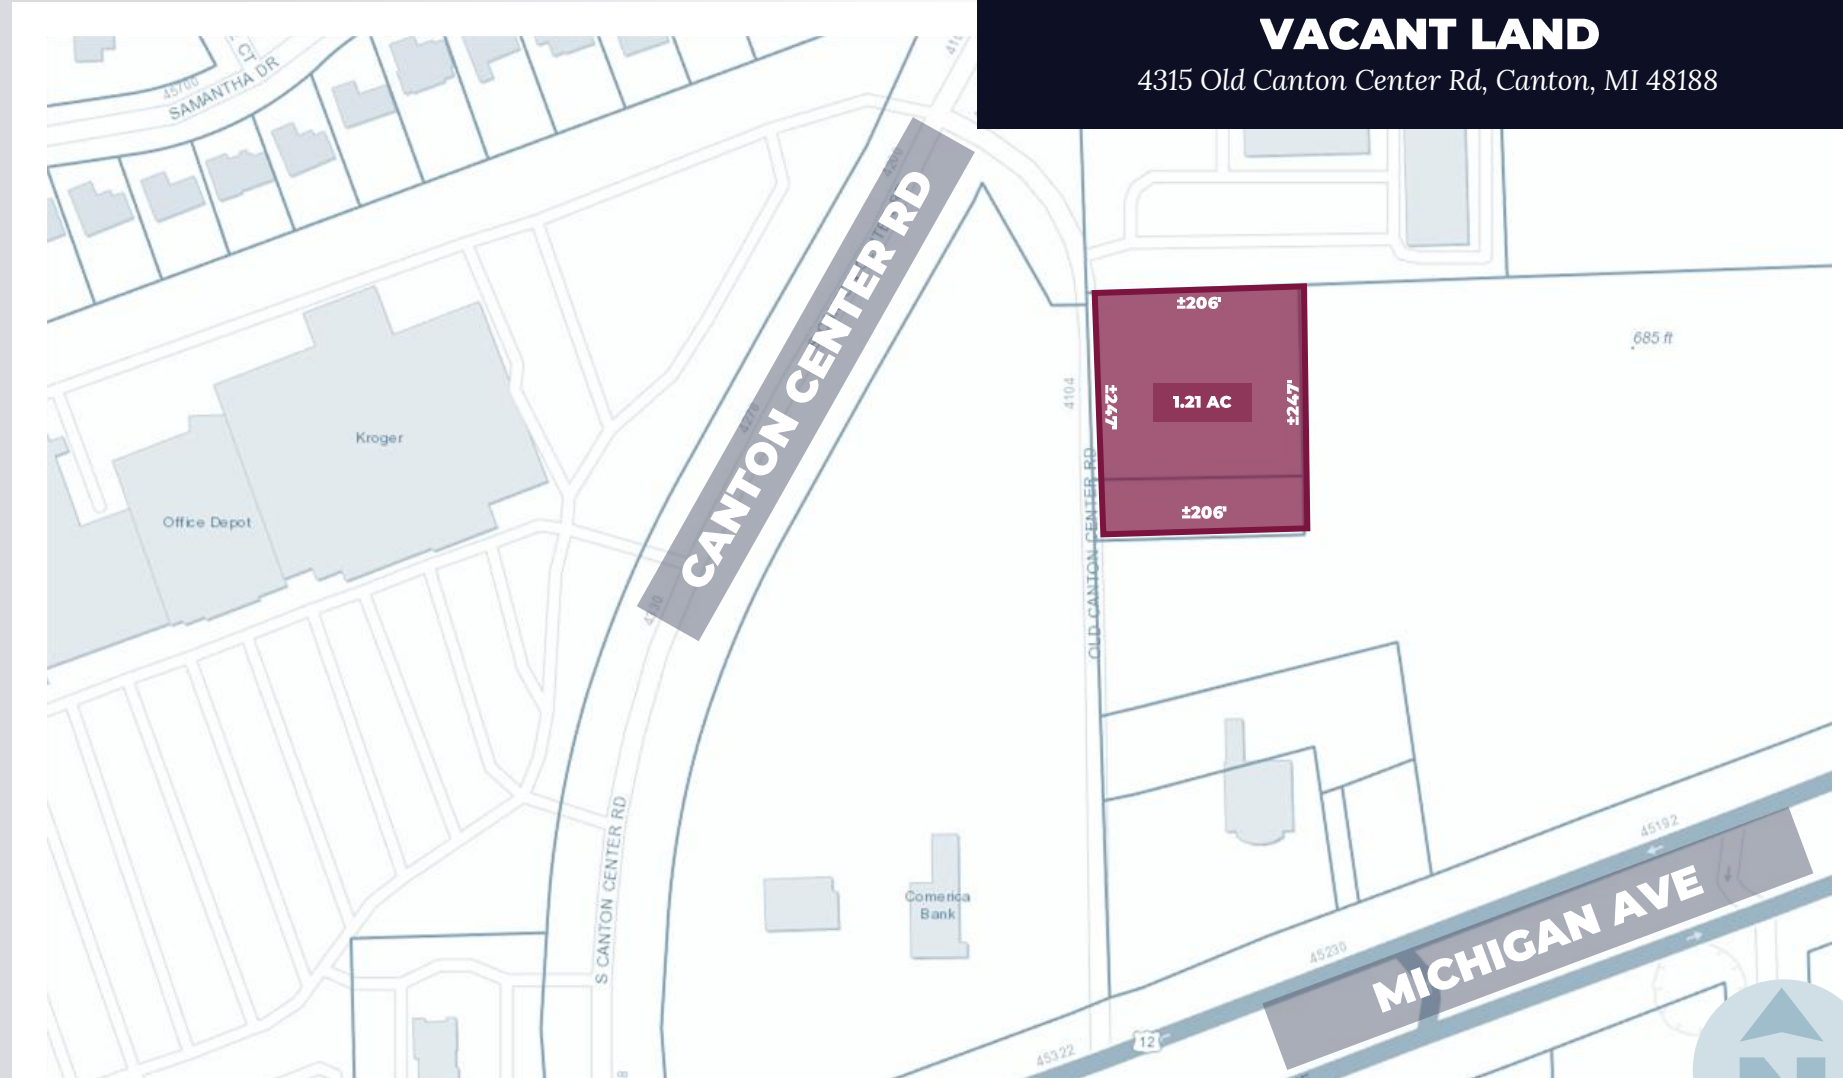 VACANT LAND
4315 Old Canton Center Rd, Canton, MI 48188
CT
45700
SAMANTHA DR
4200
CANTON CENTER RD
4270
±206'
685 ft
±247'
1.21 AC
±247'
4104
Kroger
Office Depot
±206'
OLD CANTON CENTER RD
S CANTON CENTER RD
Comerica
Bank
45192
MICHIGAN AVE
45230
12
45322
N